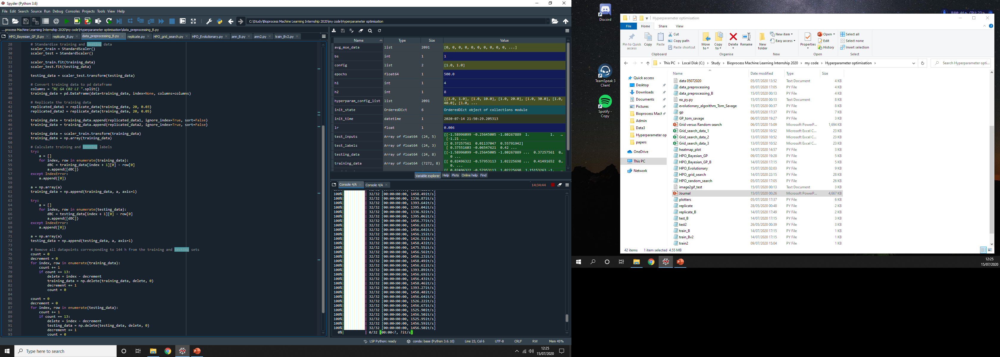 Spyder (Python 3.6)
File Edit Search Source Run Debug Consoles Projects Tools View Help
C:\Study\Bioprocess Machine Learning Internship 2020\my code\Hyperparameter optimisation
...process Machine Learning Internship 2020\my code\Hyperparameter optimisation\data_preprocessing_B.py
HPO_Bayesian_GP_B.py replicate_B.py data_preprocessing_B.py replicate.py HPO_grid_search.py HPO_Evolutionary.py ann_B.py ann2.py train_Bv2.py
28 # Standardise training and testing data
29 scaler_train = StandardScaler()
30 scaler_test = StandardScaler()
31
32 scaler_train.fit(training_data)
33 scaler_test.fit(testing_data)
34
35 testing_data = scaler_test.transform(testing_data)
36
37 # Convert training data to pd dataframe
38 columns = "BC GA C02 LI ".split()
39 training_data = pd.DataFrame(data=training_data, index=None, columns=columns)
40
41 # Replicate the training data
42 replicated_data1 = replicate_data(training_data, 20, 0.03)
43 replicated_data2 = replicate_data(training_data, 20, 0.05)
44
45 training_data = training_data.append(replicated_data1, ignore_index=True, sort=False)
46 training_data = training_data.append(replicated_data2, ignore_index=True, sort=False)
47
48 training_data = scaler_train.transform(training_data)
49 training_data = np.array(training_data)
50
51 # Calculate training and testing labels
52 try:
53 a = []
54 for index, row in enumerate(training_data):
55 dBC = training_data[index + 1][0] - row[0]
56 a.append([dBC])
57 except IndexError:
58 a.append([0])
59
60 a = np.array(a)
61 training_data = np.append(training_data, a, axis=1)
62
63 try:
64 a = []
65 for index, row in enumerate(testing_data):
66 dBC = testing_data[index + 1][0] - row[0]
67 a.append([dBC])
68 except IndexError:
69 a.append([0])
70
71 a = np.array(a)
72 testing_data = np.append(testing_data, a, axis=1)
73
74 # Remove all datapoints corresponding to 144 h from the training and testing sets
75 count = 0
76 decrement = 0
77 for index, row in enumerate(training_data):
78 count += 1
79 if count == 13:
80 delete = index - decrement
81 training_data = np.delete(training_data, delete, 0)
82 decrement += 1
83 count = 0
84
85 count = 0
86 decrement = 0
87 for index, row in enumerate(testing_data):
88 count += 1
89 if count == 13:
90 delete = index - decrement
91 testing_data = np.delete(testing_data, delete, 0)
92 decrement += 1
93 count = 0
Name Type Size Value
avg_mse_data list 2091 [0, 0, 0, 0, 0, 0, 0, 0, 0, 0, ...]
bs int 1 1
config list 2 [1.0, 1.0]
epochs float64 1 500.0
h1 int 1 4
h2 int 1 8
hyperparam_config_list list 2091 [[1.0, 1.0], [1.0, 10.0], [1.0, 20.0], [1.0, 30.0], [1.0,
40.0], [1.0, ...
init_state OrderedDict 6 OrderedDict object of collections module
init_time datetime 1 2020-07-14 21:50:29.205313
lr float 1 0.006
test_inputs Array of float64 (24, 5) [[-1.58996099 -0.25645005 -1.80267889 1. 1. …
[-1.21 ...
test_labels Array of float64 (24, 3) [[ 0.37257561 0.01137047 0.55791942]
[ 0.37551603 -0.06547621 0.42 ...
testing_data Array of float64 (24, 8) [[-1.58996099 -0.25645005 -1.80267889 ... 0.37257561 0…
0 ...
training_data Array of float64 (7272, 8) [[ 0.82496322 -0.57953113 1.02225698 ... 0.41491652 0…
0. ...
[[ 0.82496322 -0.57953113 1.02225698 1.15153263 -1.
Variable explorer Help Plots Online help Find
Console 4/A Console 4/A 14:34:44
100%| | 32/32 [00:00<00:00, 1458.49it/s]
100%| | 32/32 [00:00<00:00, 1336.87it/s]
100%| | 32/32 [00:00<00:00, 1393.64it/s]
100%| | 32/32 [00:00<00:00, 1395.04it/s]
100%| | 32/32 [00:00<00:00, 1336.92it/s]
100%| | 32/32 [00:00<00:00, 1395.06it/s]
100%| | 32/32 [00:00<00:00, 1456.77it/s]
100%| | 32/32 [00:00<00:00, 1456.61it/s]
100%| | 32/32 [00:00<00:00, 1456.64it/s]
100%| | 32/32 [00:00<00:00, 1456.15it/s]
100%| | 32/32 [00:00<00:00, 1426.51it/s]
100%| | 32/32 [00:00<00:00, 1458.43it/s]
100%| | 32/32 [00:00<00:00, 1475.55it/s]
100%| | 32/32 [00:00<00:00, 1456.56it/s]
100%| | 32/32 [00:00<00:00, 1456.23it/s]
100%| | 32/32 [00:00<00:00, 1458.49it/s]
100%| | 32/32 [00:00<00:00, 1456.61it/s]
100%| | 32/32 [00:00<00:00, 1393.89it/s]
100%| | 32/32 [00:00<00:00, 1456.69it/s]
100%| | 32/32 [00:00<00:00, 1456.43it/s]
100%| | 32/32 [00:00<00:00, 1458.46it/s]
100%| | 32/32 [00:00<00:00, 1393.27it/s]
100%| | 32/32 [00:00<00:00, 1458.48it/s]
100%| | 32/32 [00:00<00:00, 1456.64it/s]
100%| | 32/32 [00:00<00:00, 1526.22it/s]
100%| | 32/32 [00:00<00:00, 1456.67it/s]
100%| | 32/32 [00:00<00:00, 1525.90it/s]
100%| | 32/32 [00:00<00:00, 1456.50it/s]
100%| | 32/32 [00:00<00:00, 1525.95it/s]
100%| | 32/32 [00:00<00:00, 1456.59it/s]
100%| | 32/32 [00:00<00:00, 1456.50it/s]
0%| | 0/32 [00:00<?, ?it/s]
LSP Python: ready conda: base (Python 3.6.10) Line 23, Col 6 UTF-8 CRLF RW Mem 45%
Type here to search
12:25
15/07/2020
Discord
TeamSpeak 3
Client
Spotify -
Copy
RAM: 46% CPU: 23%
Hyperparameter optimisation
File Home Share View
Pin to Quick access Copy Paste Cut Copy path Paste shortcut Move to Copy to Delete Rename New folder New item Easy access Properties Open Edit History Select all Select none Invert selection
Clipboard Organise New Open Select
This PC > Local Disk (C:) > Study > Bioprocess Machine Learning Internship 2020 > my code > Hyperparameter optimisation >
Search Hyperparameter opti...
Quick access
Desktop
Downloads
Documents
Pictures
Bioprocess Mach
Admin
Data3
Hyperparameter op
papers
OneDrive
This PC
Network
Name Date modified Type Size
data 05072020 05/07/2020 13:52 Text Document 4 KB
data_preprocessing 05/07/2020 17:05 PY File 4 KB
data_preprocessing_B 15/07/2020 00:13 PY File 4 KB
ea_py.py 15/07/2020 00:13 Text Document 8 KB
evolutionary_algorithm_Tom_Savage 15/07/2020 00:37 PY File 8 KB
gp 05/07/2020 17:37 PY File 7 KB
GP_tom_savage 06/07/2020 19:27 PY File 3 KB
Grid versus Random search 06/07/2020 15:09 Microsoft PowerP... 1,694 KB
Grid_search_data_1 13/07/2020 10:52 Microsoft Excel C... 23 KB
Grid_search_data_2 13/07/2020 10:52 Microsoft Excel C... 23 KB
Grid_search_data_3 13/07/2020 10:52 Microsoft Excel C... 23 KB
heatmap_plot 14/07/2020 14:57 PY File 3 KB
HPO_Bayesian_GP 09/07/2020 19:28 PY File 5 KB
HPO_Bayesian_GP_B 14/07/2020 17:15 PY File 5 KB
HPO_Evolutionary 15/07/2020 02:03 PY File 9 KB
HPO_grid_search 14/07/2020 22:15 PY File 28 KB
HPO_random_search 05/07/2020 17:05 PY File 26 KB
image2gif_test 15/07/2020 00:13 Text Document 3 KB
Journal 15/07/2020 00:26 Microsoft PowerP... 4,667 KB
plotters 05/07/2020 17:37 PY File 6 KB
replicate 28/05/2020 00:48 PY File 2 KB
replicate_B 14/07/2020 17:49 PY File 2 KB
test_B 14/07/2020 17:15 PY File 3 KB
test2 26/05/2020 00:39 PY File 3 KB
train_B 14/07/2020 17:15 PY File 1 KB
train_Bv2 14/07/2020 17:15 PY File 1 KB
train2 09/07/2020 15:04 PY File 1 KB
42 items 1 item selected 4.55 MB
12:25
15/07/2020